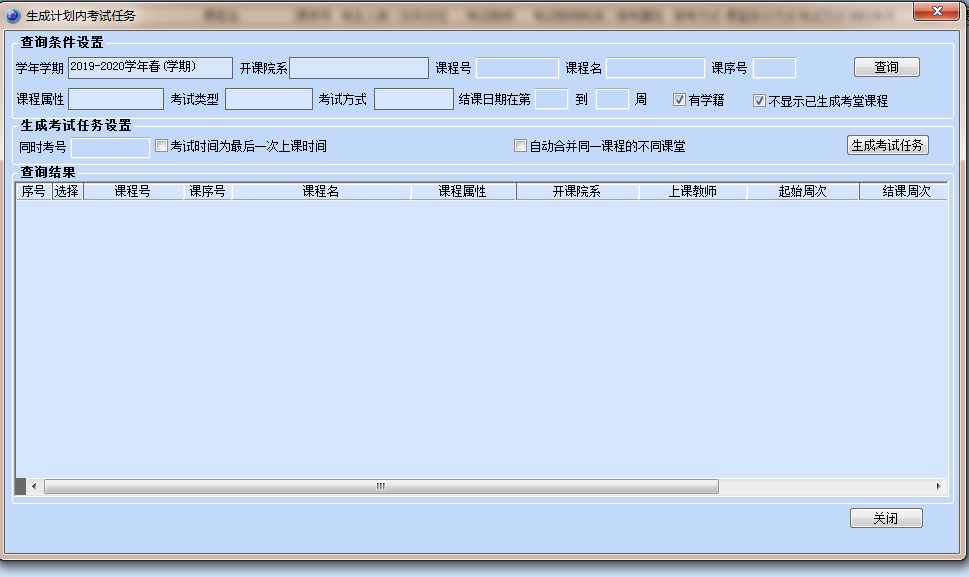 生成计划内考试任务
查询条件设置
学年学期 2019-2020学年春(学期) 开课院系 课程号 课程名 课序号 查询
课程属性 考试类型 考试方式 结课日期在第 到 周 有学籍 不显示已生成考堂课程
生成考试任务设置
同时考号 考试时间为最后一次上课时间 自动合并同一课程的不同课堂 生成考试任务
查询结果
序号 选择 课程号 课序号 课程名 课程属性 开课院系 上课教师 起始周次 结课周次
关闭